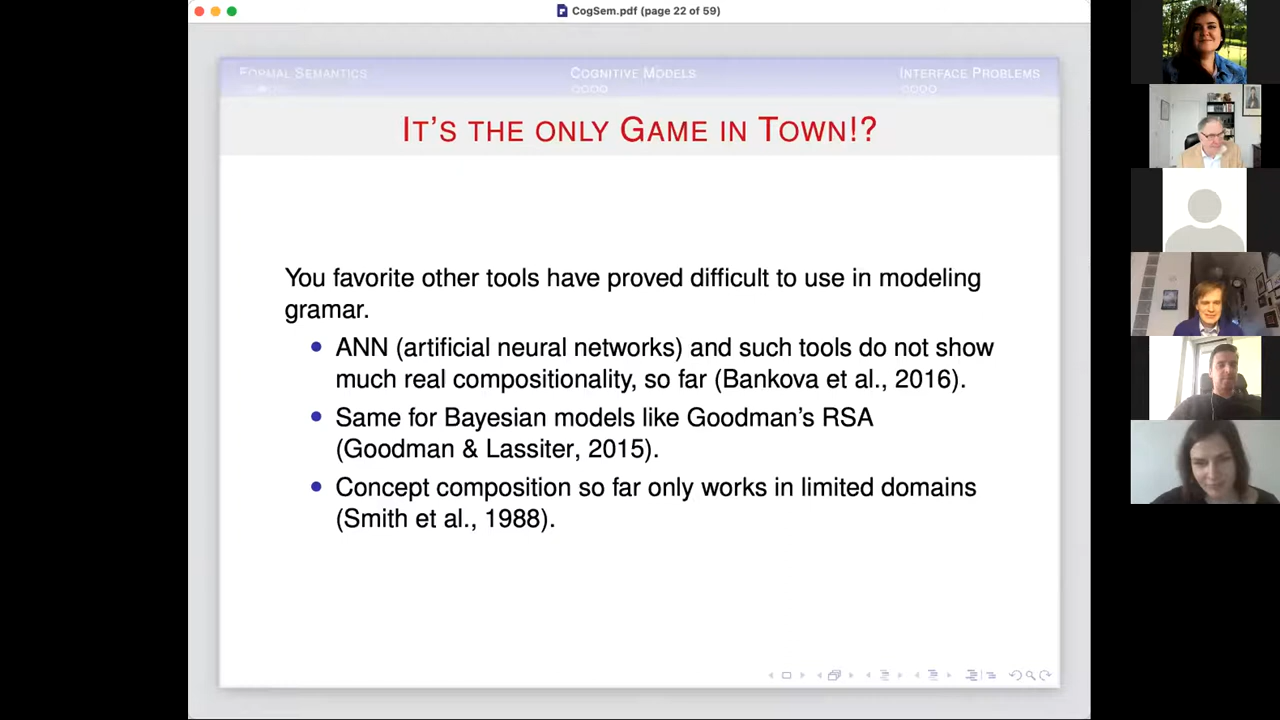 CogSem.pdf (page 22 of 59)
FORMAL SEMANTICS
COGNITIVE MODELS
INTERFACE PROBLEMS
IT'S THE ONLY GAME IN TOWN!?
You favorite other tools have proved difficult to use in modeling
gramar.
• ANN (artificial neural networks) and such tools do not show
much real compositionality, so far (Bankova et al., 2016).
• Same for Bayesian models like Goodman's RSA
(Goodman & Lassiter, 2015).
• Concept composition so far only works in limited domains
(Smith et al., 1988).